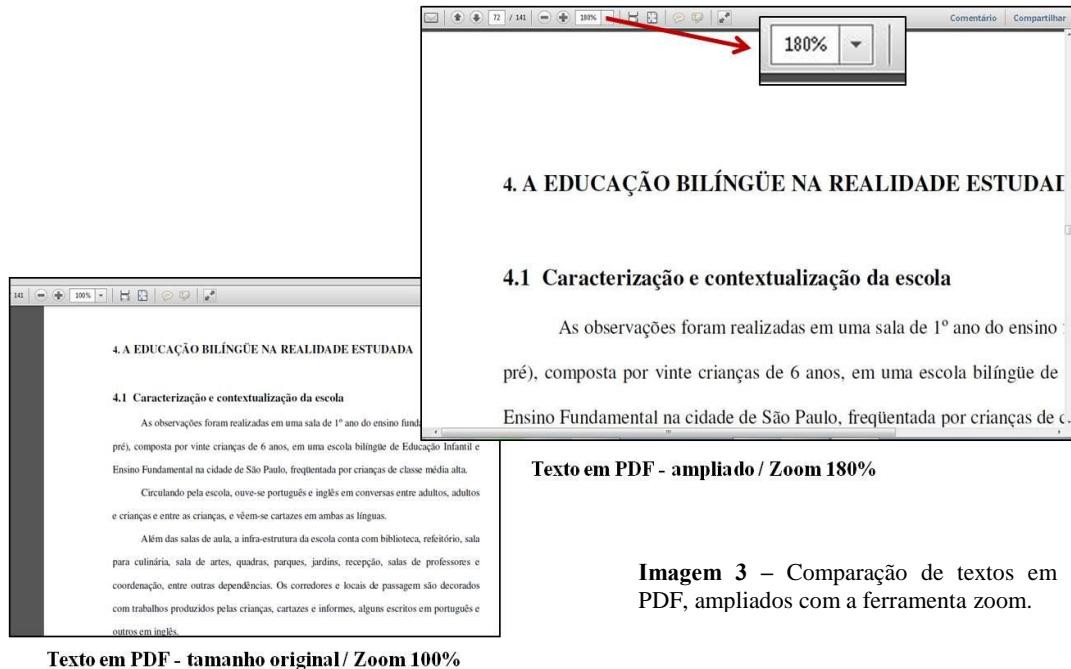 72 / 141 180% Comentário Compartilhar
180%
4. A EDUCAÇÃO BILÍNGÜE NA REALIDADE ESTUDAD
4.1 Caracterização e contextualização da escola
As observações foram realizadas em uma sala de 1º ano do ensino
pré), composta por vinte crianças de 6 anos, em uma escola bilíngüe de
Ensino Fundamental na cidade de São Paulo, freqüentada por crianças de c
Texto em PDF - ampliado / Zoom 180%
141 100%
4. A EDUCAÇÃO BILÍNGÜE NA REALIDADE ESTUDADA
4.1 Caracterização e contextualização da escola
As observações foram realizadas em uma sala de 1º ano do ensino funda
pré), composta por vinte crianças de 6 anos, em uma escola bilíngüe de Educação Infantil e
Ensino Fundamental na cidade de São Paulo, freqüentada por crianças de classe média alta.
Circulando pela escola, ouve-se português e inglês em conversas entre adultos, adultos
e crianças e entre as crianças, e vêem-se cartazes em ambas as línguas.
Além das salas de aula, a infra-estrutura da escola conta com biblioteca, refeitório, sala
para culinária, sala de artes, quadras, parques, jardins, recepção, salas de professores e
coordenação, entre outras dependências. Os corredores e locais de passagem são decorados
com trabalhos produzidos pelas crianças, cartazes e informes, alguns escritos em português e
outros em inglês.
Texto em PDF - tamanho original / Zoom 100%
Imagem 3 – Comparação de textos em
PDF, ampliados com a ferramenta zoom.